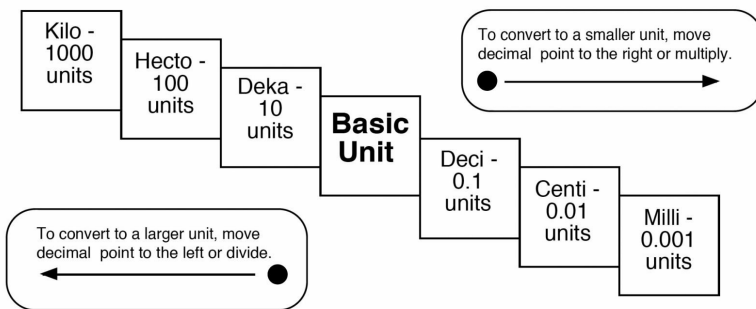 Kilo -
1000
units
Hecto -
100
units
Deka -
10
units
Basic
Unit
Deci -
0.1
units
Centi -
0.01
units
Milli -
0.001
units
To convert to a smaller unit, move
decimal point to the right or multiply.
To convert to a larger unit, move
decimal point to the left or divide.